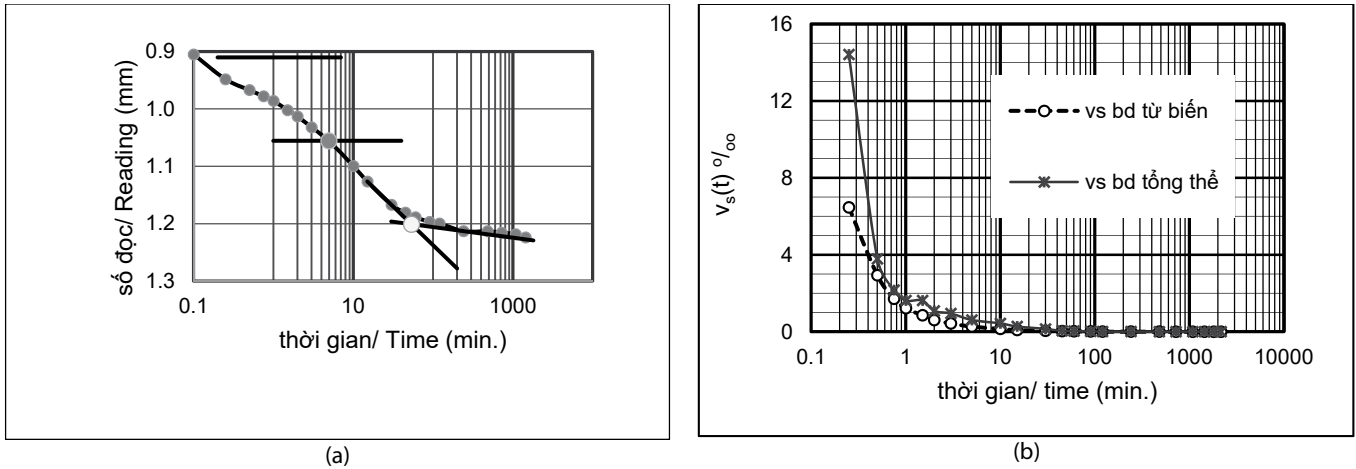 0.9
1.0
1.1
1.2
1.3
0.1
10
1000
số đọc/ Reading (mm)
thời gian/ Time (min.)
(a)
16
12
8
4
0
0.1
1
10
100
1000
10000
vₛ(t) ⁰/₀₀
vs bd từ biến
vs bd tổng thể
thời gian/ time (min.)
(b)